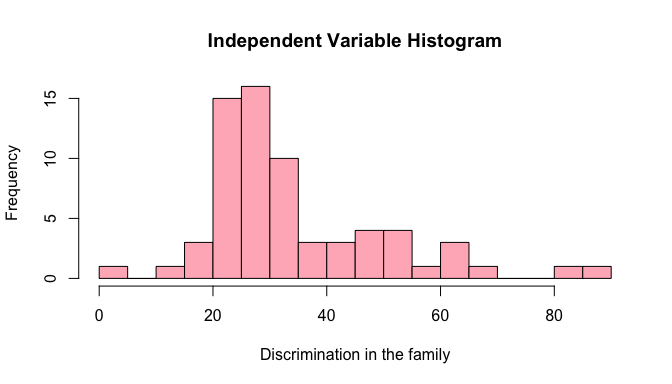 Independent Variable Histogram
15
10
5
0
Frequency
0 20 40 60 80
Discrimination in the family